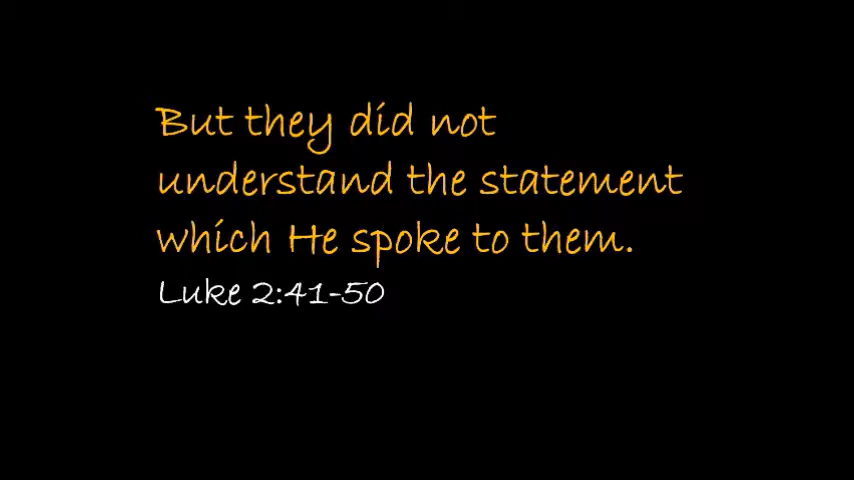 But they did not
understand the statement
which He spoke to them.
Luke 2:41-50